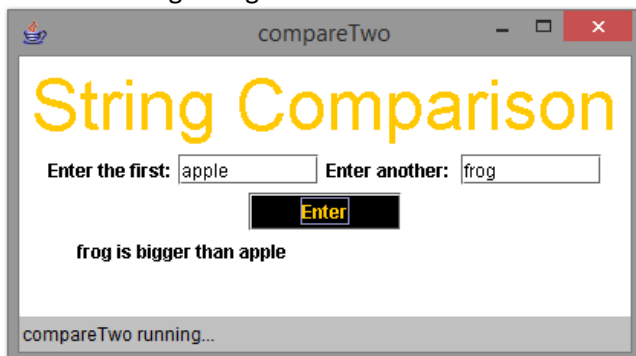 compareTwo
String Comparison
Enter the first: apple Enter another: frog
Enter
frog is bigger than apple
compareTwo running...